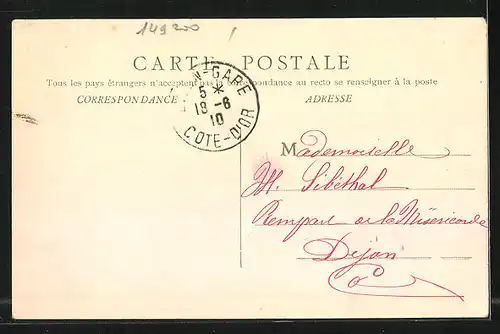 149200
CARTE POSTALE
Tous les pays étrangers n'acceptent pas la correspondance au recto se renseigner à la poste
CORRESPONDANCE
ADRESSE
N-GARE
5 *
18-6
10
COTE-D'OR
Mademoiselle
M. Sibéthal
Rempart de la Miséricorde
Dijon